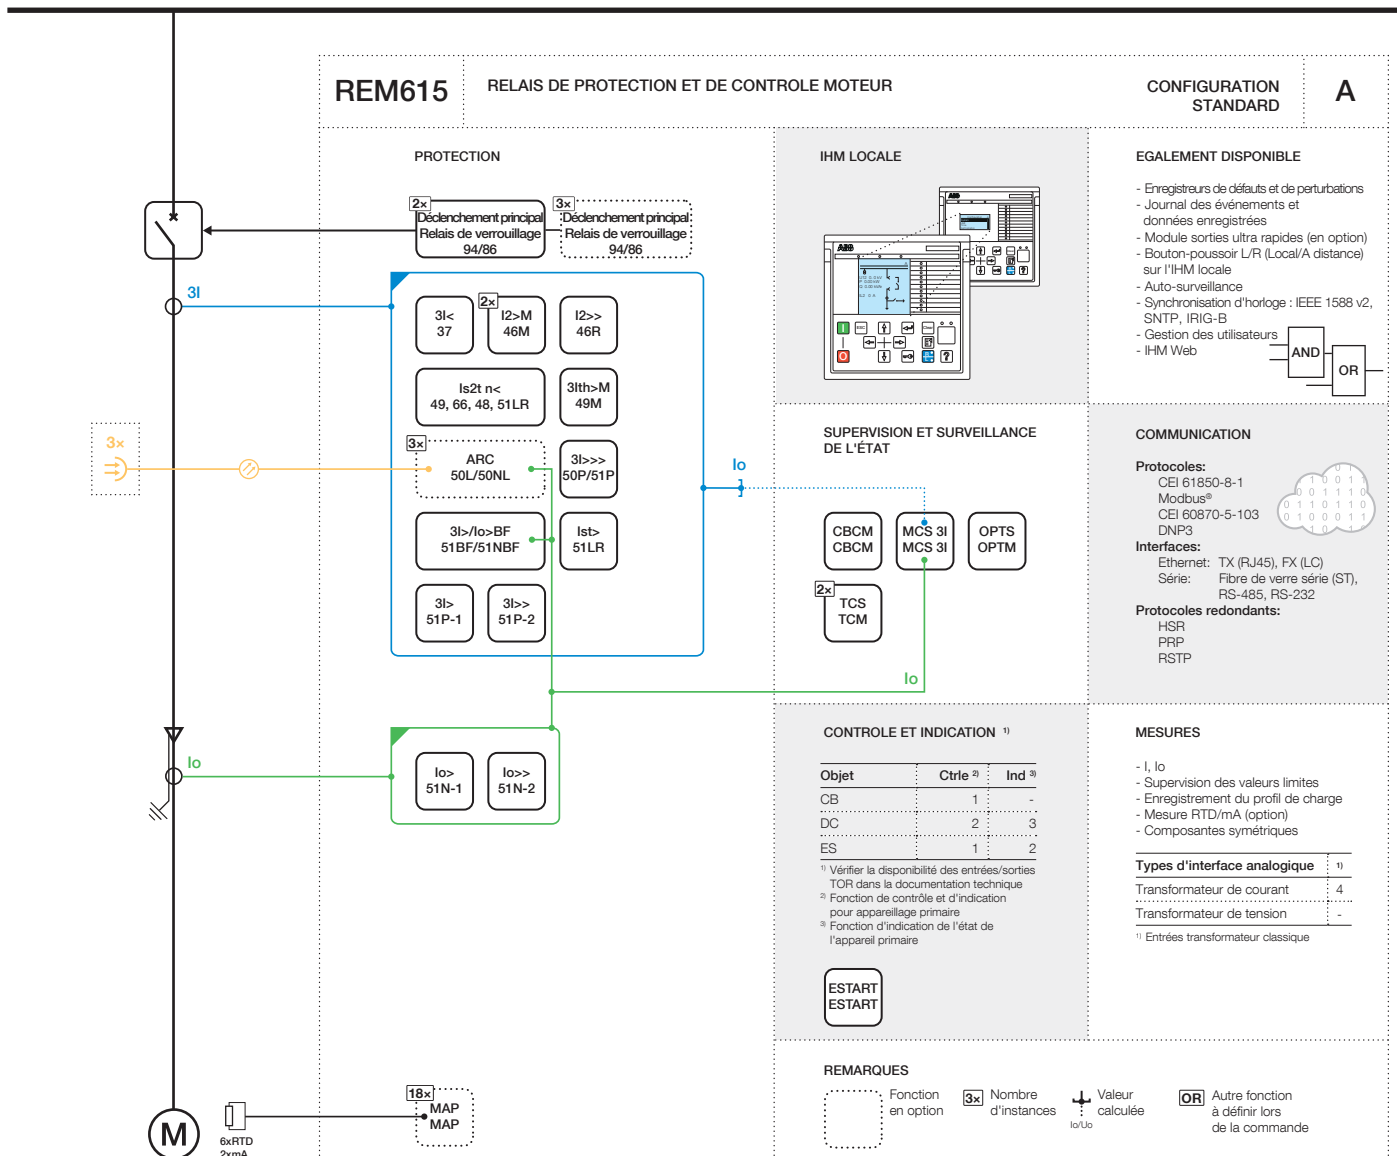 REM615
RELAIS DE PROTECTION ET DE CONTROLE MOTEUR
CONFIGURATION
STANDARD
A
PROTECTION
2×
Déclenchement principal
Relais de verrouillage
94/86
3×
Déclenchement principal
Relais de verrouillage
94/86
3I
3I<
37
2×
I2>M
46M
I2>>
46R
Is2t n<
49, 66, 48, 51LR
3Ith>M
49M
3×
3×
ARC
50L/50NL
3I>>>
50P/51P
3I>/Io>BF
51BF/51NBF
Ist>
51LR
3I>
51P-1
3I>>
51P-2
Io
Io
Io
Io>
51N-1
Io>>
51N-2
18×
MAP
MAP
M
6xRTD
2xmA
IHM LOCALE
ABB
ABB
ESC
Clear
?
?
I
O
SUPERVISION ET SURVEILLANCE
DE L'ÉTAT
CBCM
CBCM
MCS 3I
MCS 3I
OPTS
OPTM
2×
TCS
TCM
CONTROLE ET INDICATION 1)
Objet Ctrle 2) Ind 3)
CB 1 -
DC 2 3
ES 1 2
1) Vérifier la disponibilité des entrées/sorties
TOR dans la documentation technique
2) Fonction de contrôle et d'indication
pour appareillage primaire
3) Fonction d'indication de l'état de
l'appareil primaire
ESTART
ESTART
EGALEMENT DISPONIBLE
- Enregistreurs de défauts et de perturbations
- Journal des événements et
données enregistrées
- Module sorties ultra rapides (en option)
- Bouton-poussoir L/R (Local/A distance)
sur l'IHM locale
- Auto-surveillance
- Synchronisation d'horloge : IEEE 1588 v2,
SNTP, IRIG-B
- Gestion des utilisateurs
- IHM Web
AND
OR
COMMUNICATION
Protocoles:
CEI 61850-8-1
Modbus®
CEI 60870-5-103
DNP3
Interfaces:
Ethernet: TX (RJ45), FX (LC)
Série: Fibre de verre série (ST),
RS-485, RS-232
Protocoles redondants:
HSR
PRP
RSTP
MESURES
- I, Io
- Supervision des valeurs limites
- Enregistrement du profil de charge
- Mesure RTD/mA (option)
- Composantes symétriques
Types d'interface analogique 1)
Transformateur de courant 4
Transformateur de tension -
1) Entrées transformateur classique
REMARQUES
Fonction
en option
3×
Nombre
d'instances
Io/Uo
Valeur
calculée
OR
Autre fonction
à définir lors
de la commande